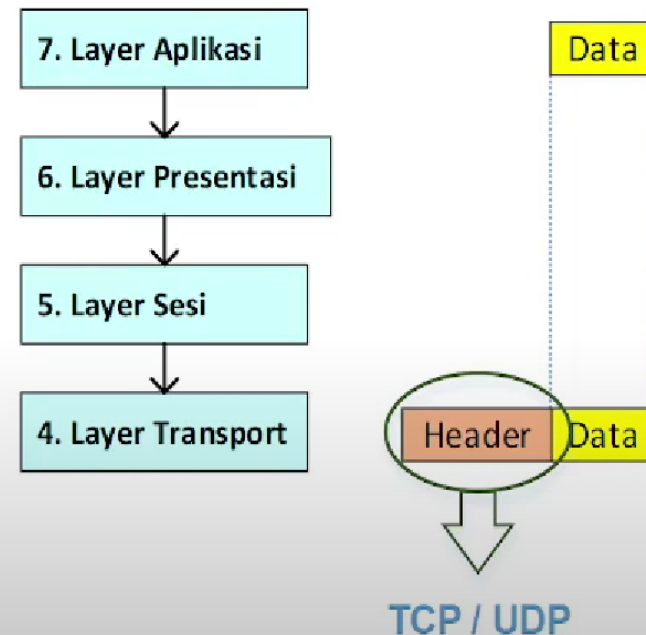 7. Layer Aplikasi
Data
6. Layer Presentasi
5. Layer Sesi
4. Layer Transport
Header
Data
TCP / UDP